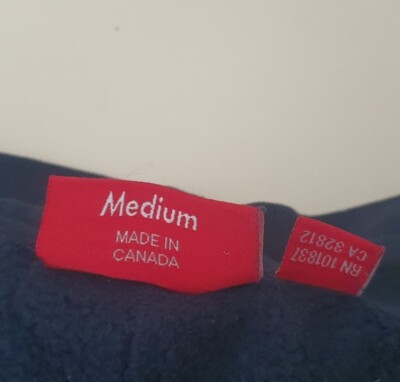 Medium
MADE IN
CANADA
RN 101837
CA 32812